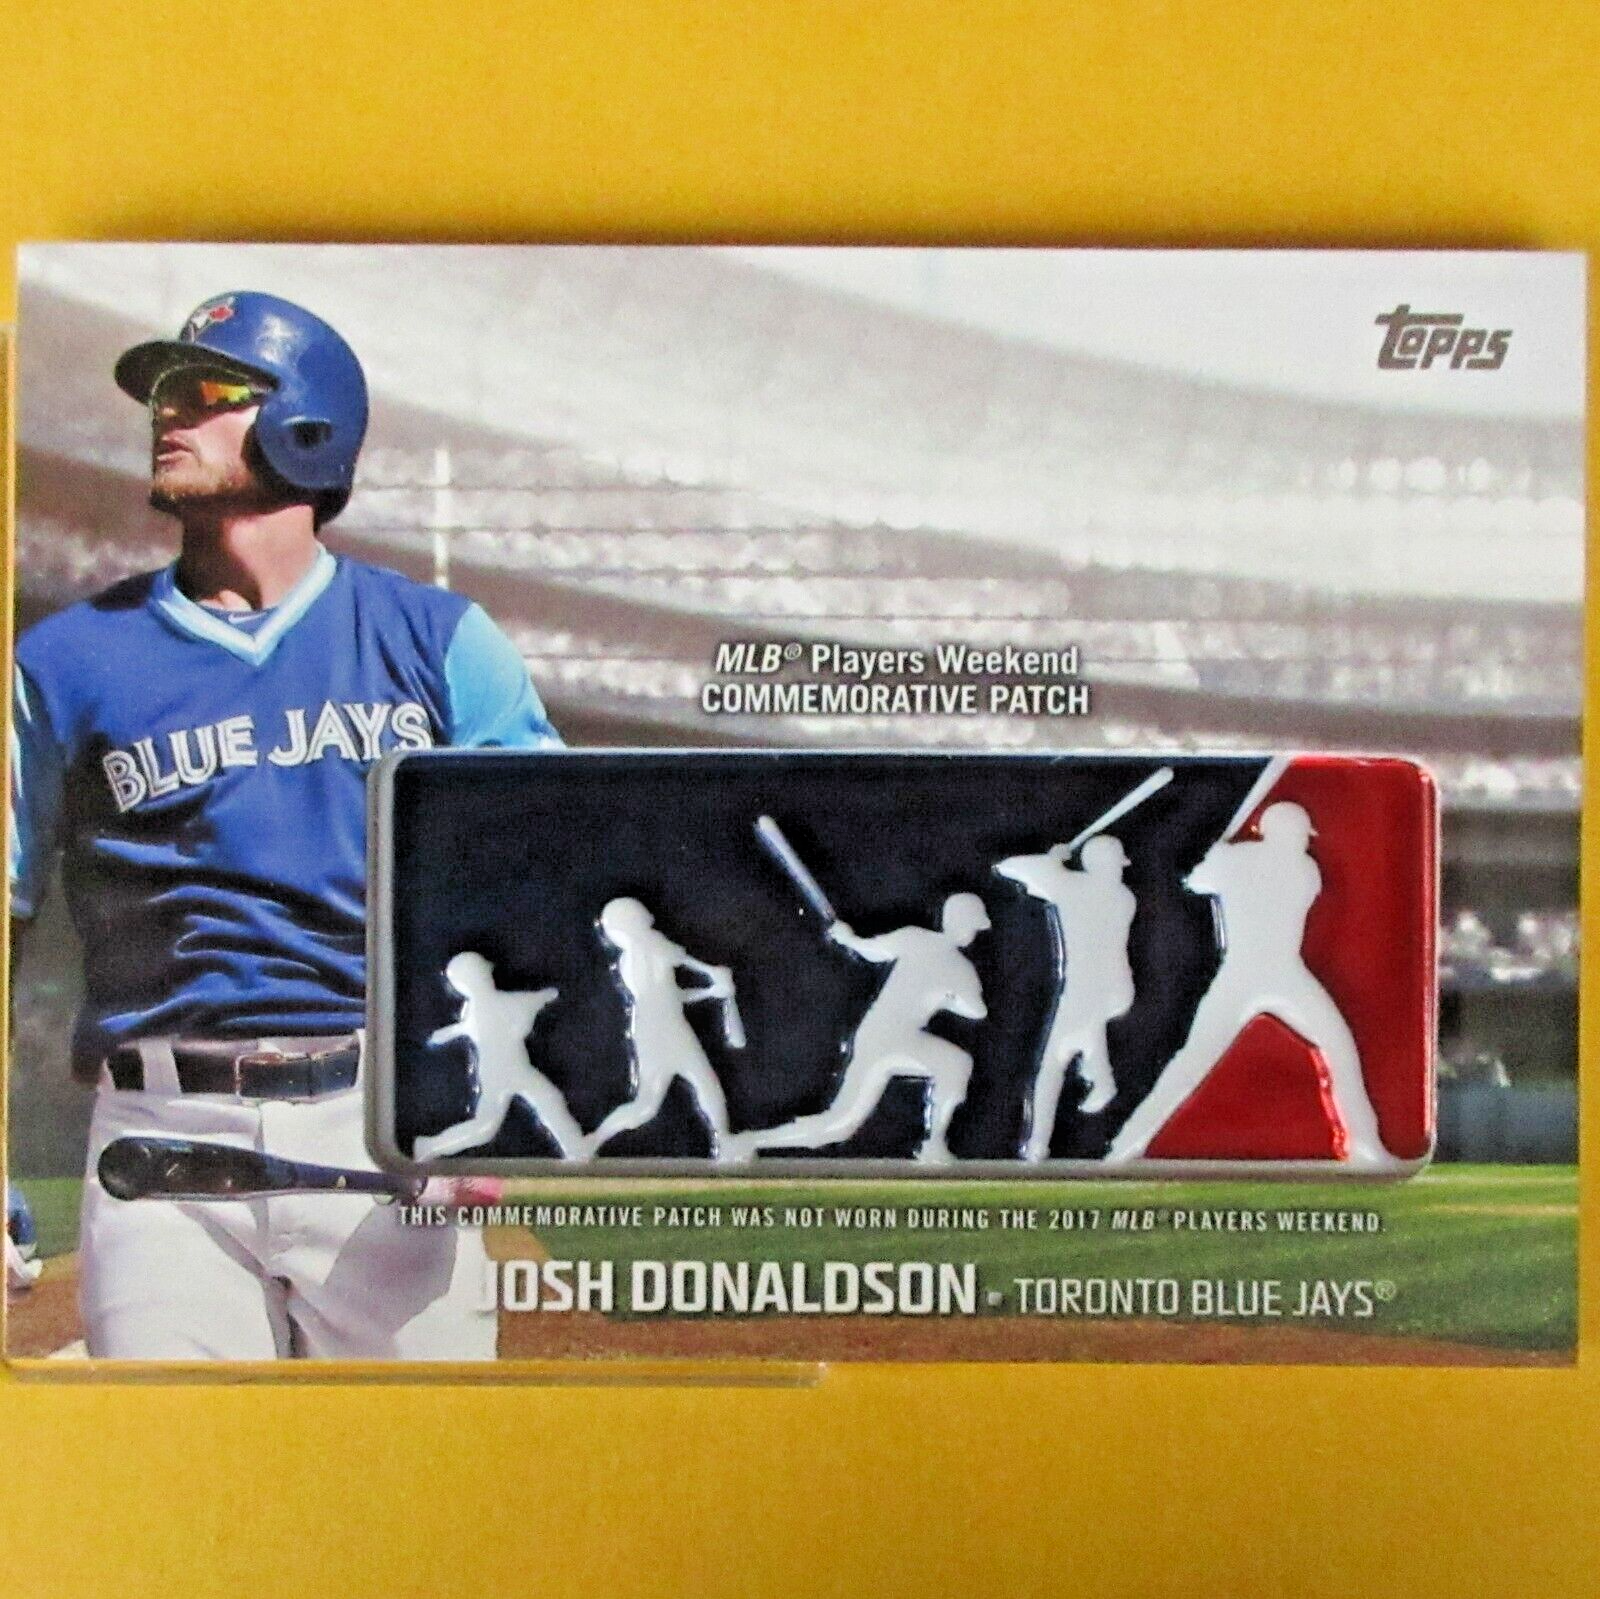 Topps
MLB® Players Weekend
COMMEMORATIVE PATCH
BLUE JAYS
THIS COMMEMORATIVE PATCH WAS NOT WORN DURING THE 2017 MLB® PLAYERS WEEKEND.
JOSH DONALDSON • TORONTO BLUE JAYS®